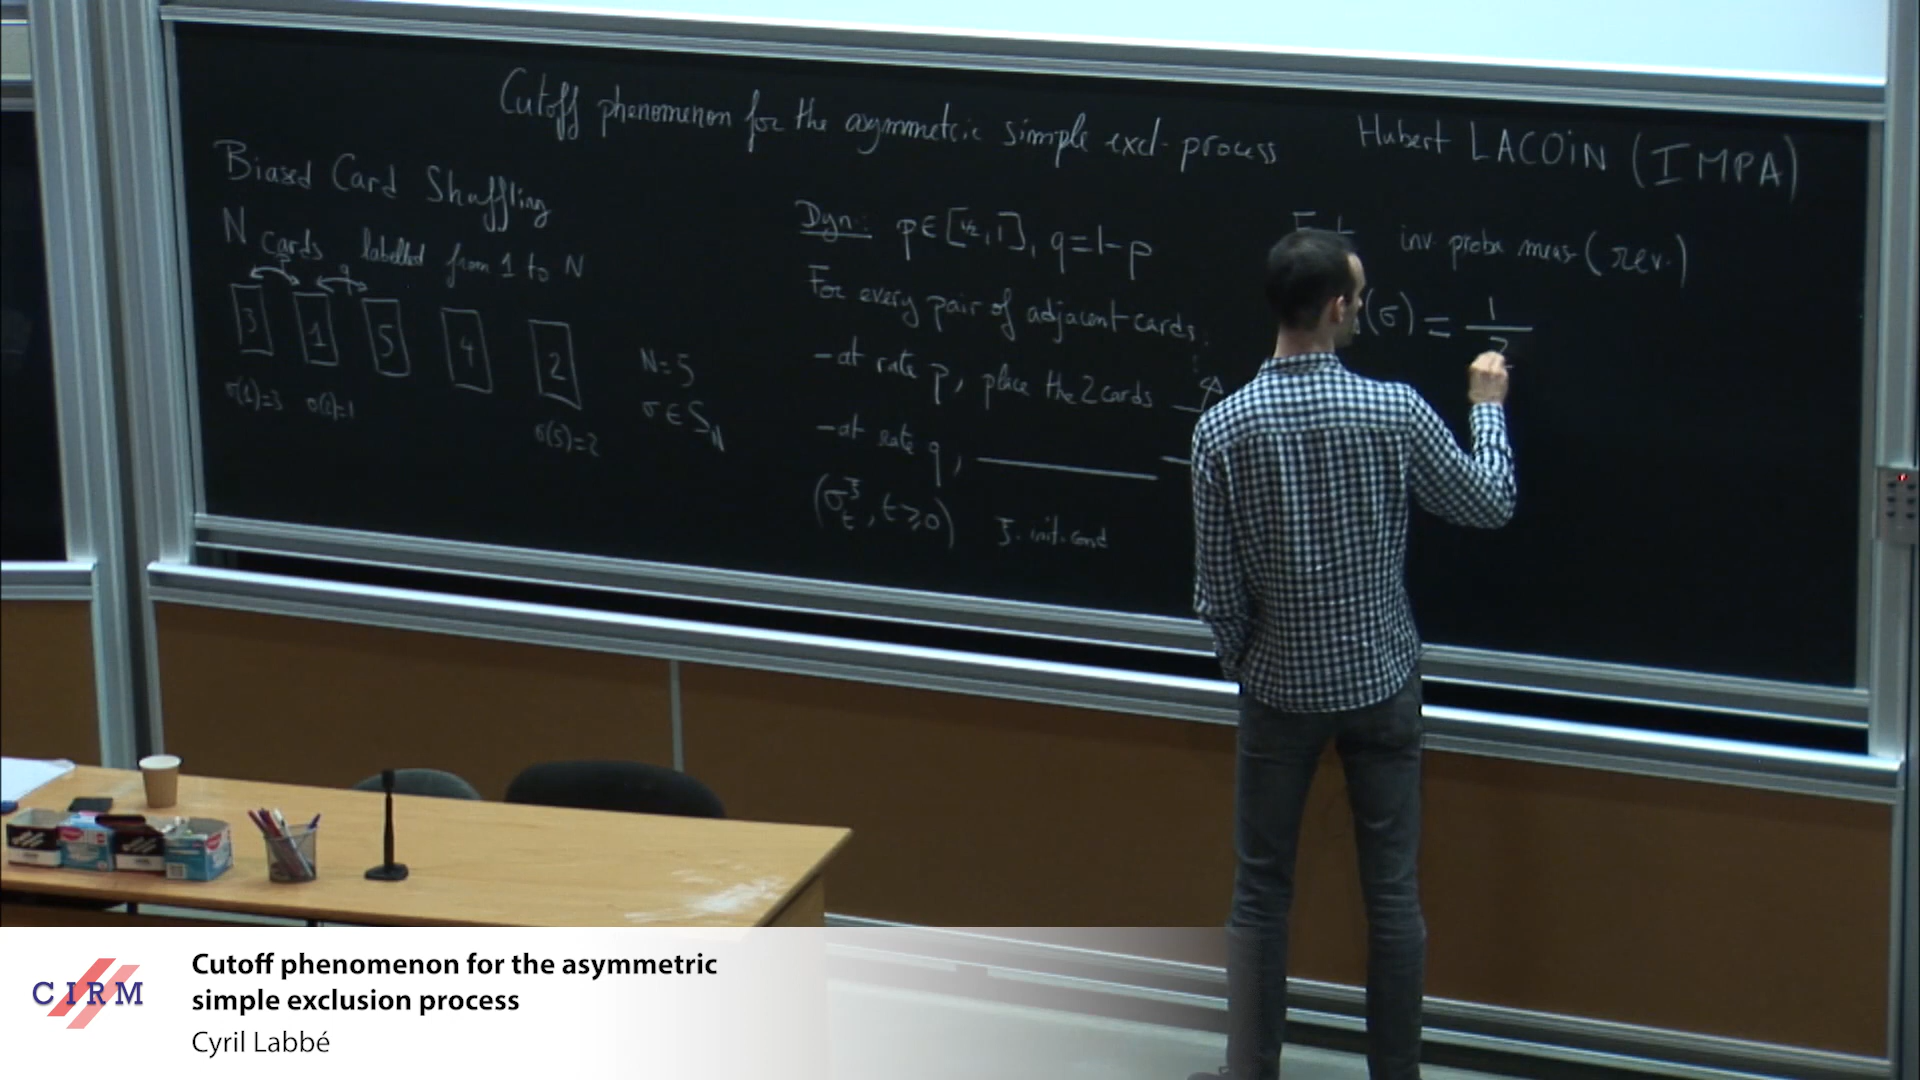 Cutoff phenomenon for the asymmetric simple excl. process
Hubert LACOIN (IMPA)
Biased Card Shuffling
N cards labelled from 1 to N
p q
3 1 5 4 2
σ(1)=3 σ(2)=1
σ(5)=2
N=5
σ ∈ S_N
Dyn.: p∈[1/2,1], q=1-p
For every pair of adjacent cards:
-at rate p, place the 2 cards
-at rate q,
(σ_t^ξ, t≥0) ξ. init. cond
inv. proba meas. (rev.)
(σ) = 1
CIRM
Cutoff phenomenon for the asymmetric
simple exclusion process
Cyril Labbé